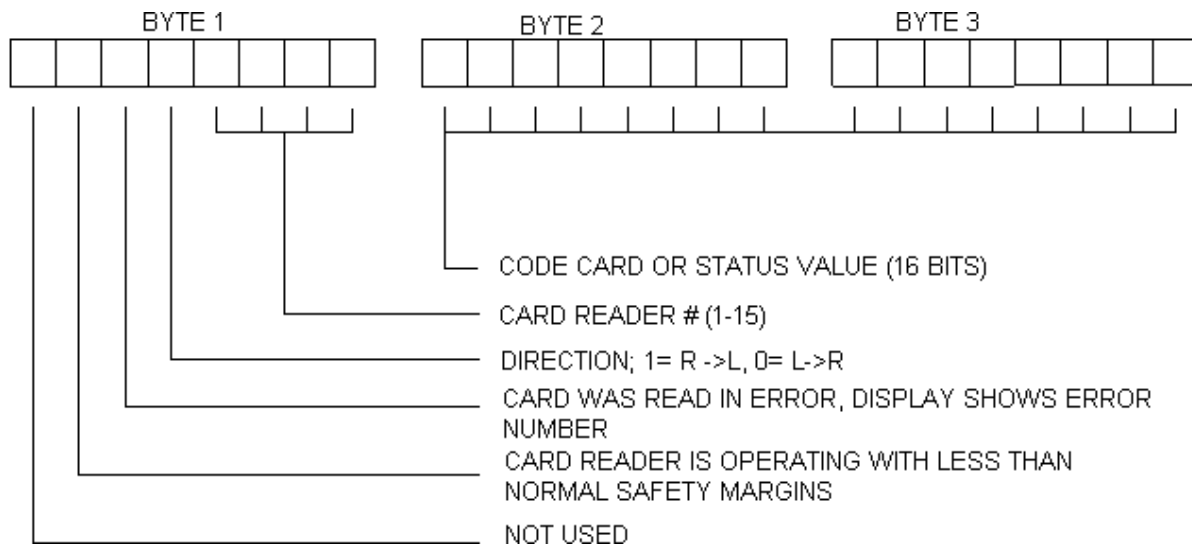 BYTE 1
BYTE 2
BYTE 3
CODE CARD OR STATUS VALUE (16 BITS)
CARD READER # (1-15)
DIRECTION; 1= R ->L, 0= L->R
CARD WAS READ IN ERROR, DISPLAY SHOWS ERROR
NUMBER
CARD READER IS OPERATING WITH LESS THAN
NORMAL SAFETY MARGINS
NOT USED